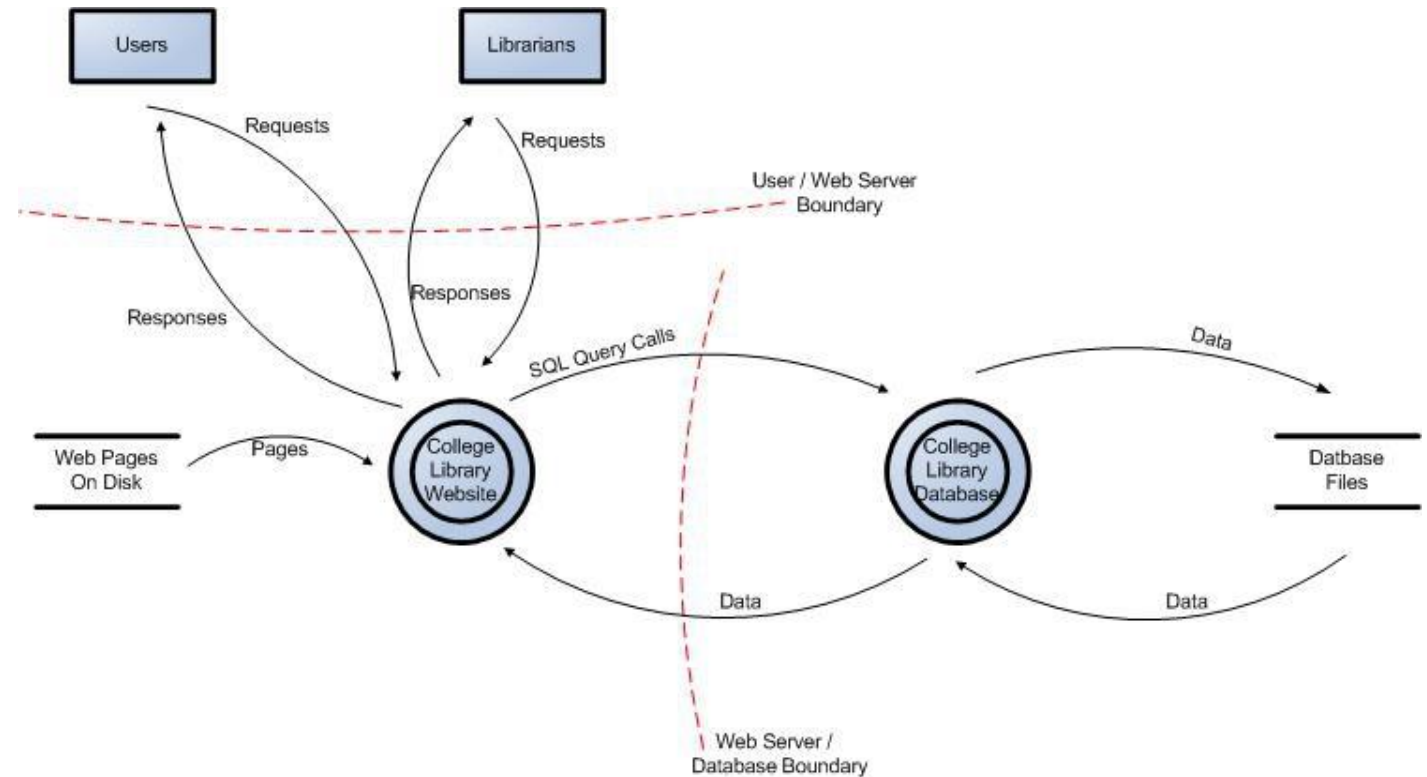 Users
Librarians
Requests
Requests
User / Web Server
Boundary
Responses
Responses
SQL Query Calls
Data
Web Pages
On Disk
Pages
College
Library
Website
College
Library
Database
Datbase
Files
Data
Data
Web Server /
Database Boundary